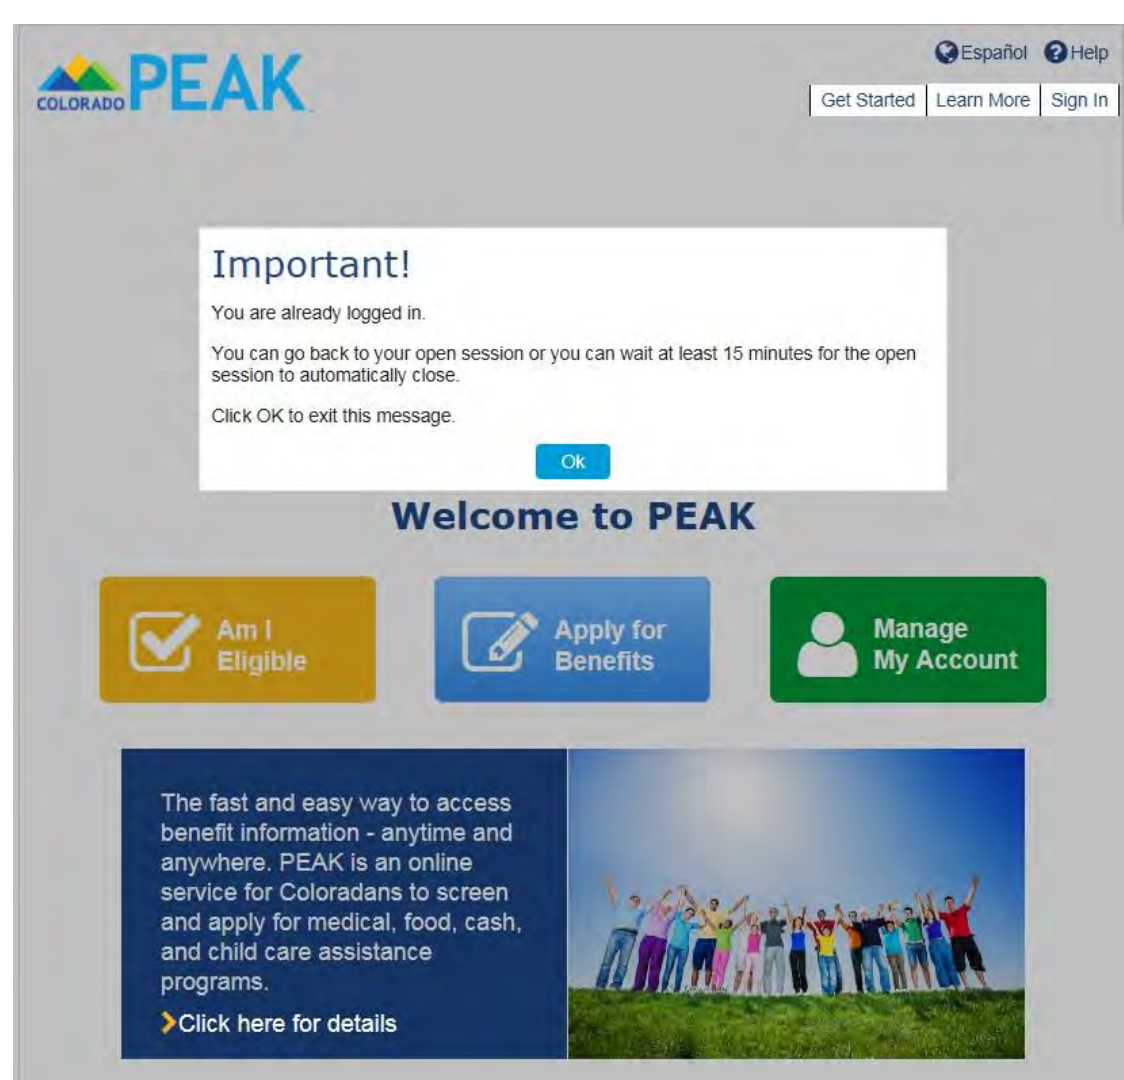 Español Help
COLORADO PEAK
Get Started Learn More Sign In
Important!
You are already logged in.
You can go back to your open session or you can wait at least 15 minutes for the open
session to automatically close.
Click OK to exit this message.
Ok
Welcome to PEAK
Am I
Eligible
Apply for
Benefits
Manage
My Account
The fast and easy way to access
benefit information - anytime and
anywhere. PEAK is an online
service for Coloradans to screen
and apply for medical, food, cash,
and child care assistance
programs.
Click here for details